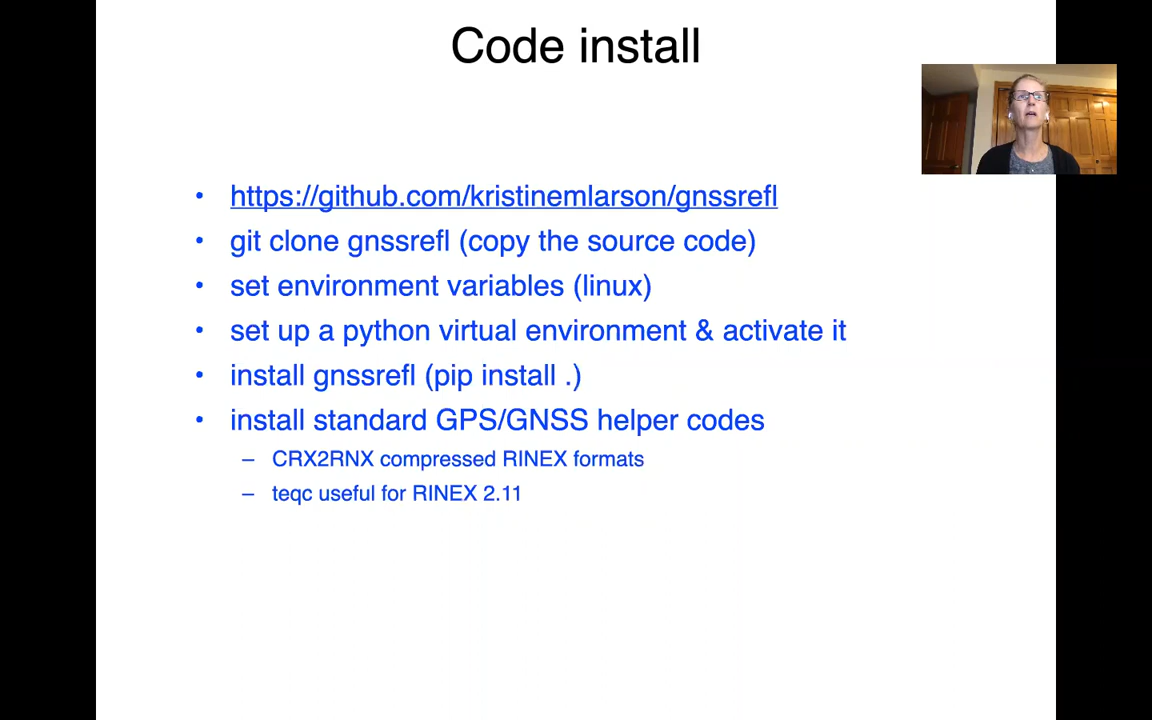 Code install
• https://github.com/kristinemlarson/gnssrefl
• git clone gnssrefl (copy the source code)
• set environment variables (linux)
• set up a python virtual environment & activate it
• install gnssrefl (pip install .)
• install standard GPS/GNSS helper codes
– CRX2RNX compressed RINEX formats
– teqc useful for RINEX 2.11